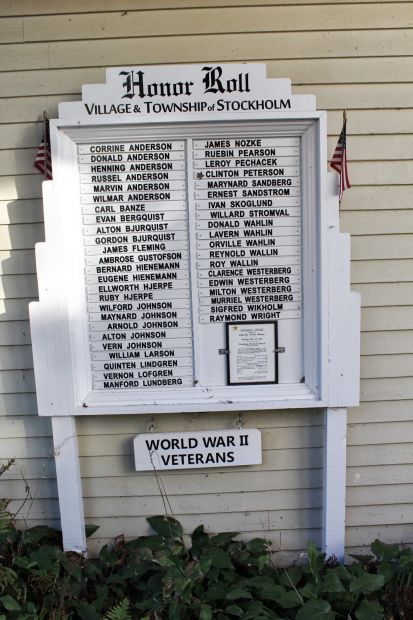 Honor Roll
VILLAGE & TOWNSHIP of STOCKHOLM
CORRINE ANDERSON
DONALD ANDERSON
HENNING ANDERSON
RUSSEL ANDERSON
MARVIN ANDERSON
WILMAR ANDERSON
CARL BANZE
EVAN BERGQUIST
ALTON BJURQUIST
GORDON BJURQUIST
JAMES FLEMING
AMBROSE GUSTOFSON
BERNARD HIENEMANN
EUGENE HIENEMANN
ELLWORTH HJERPE
RUBY HJERPE
WILFORD JOHNSON
MAYNARD JOHNSON
ARNOLD JOHNSON
ALTON JOHNSON
VERN JOHNSON
WILLIAM LARSON
QUINTEN LINDGREN
VERNON LOFGREN
MANFORD LUNDBERG
JAMES NOZKE
RUEBIN PEARSON
LEROY PECHACEK
CLINTON PETERSON
MARYNARD SANDBERG
ERNEST SANDSTROM
IVAN SKOGLUND
WILLARD STROMVAL
DONALD WAHLIN
LAVERN WAHLIN
ORVILLE WAHLIN
REYNOLD WALLIN
ROY WALLIN
CLARENCE WESTERBERG
EDWIN WESTERBERG
MILTON WESTERBERG
MURRIEL WESTERBERG
SIGFRED WIKHOLM
RAYMOND WRIGHT
WORLD WAR II
VETERANS